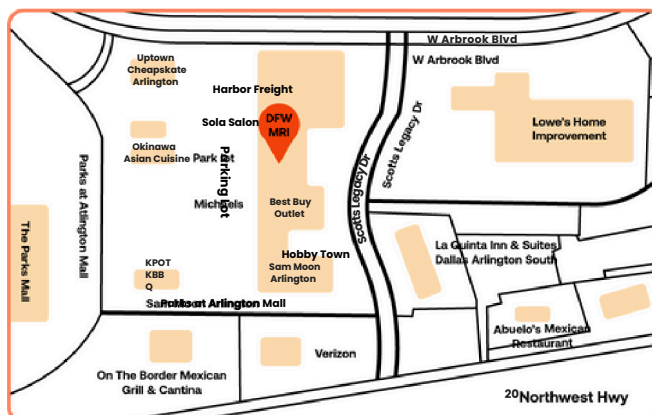 W Arbrook Blvd
W Arbrook Blvd
Uptown
Cheapskate
Arlington
Harbor Freight
Sola Salon
DFW
MRI
Lowe's Home
Improvement
Okinawa
Asian Cuisine
Park lot
Parking Lot
Scotts Legacy Dr
Scotts Legacy Dr
Parks at Atlington Mall
The Parks Mall
Michaels
Best Buy
Outlet
Hobby Town
Sam Moon
Arlington
La Quinta Inn & Suites
Dallas Arlington South
KPOT
KBB
Q
Parks at Arlington Mall
Abuelo's Mexican
Restaurant
Verizon
On The Border Mexican
Grill & Cantina
20Northwest Hwy